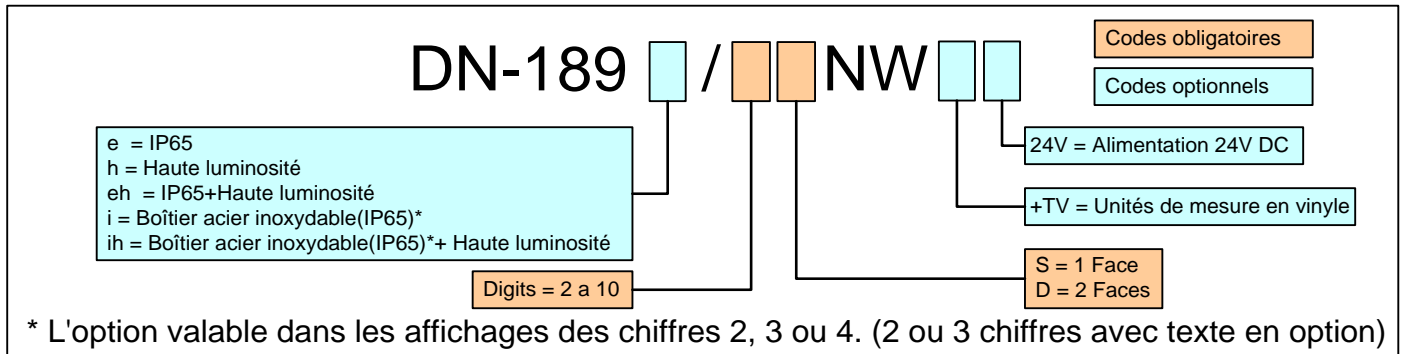 DN-189 / NW
Codes obligatoires
Codes optionnels
e = IP65
h = Haute luminosité
eh = IP65+Haute luminosité
i = Boîtier acier inoxydable(IP65)*
ih = Boîtier acier inoxydable(IP65)*+ Haute luminosité
24V = Alimentation 24V DC
+TV = Unités de mesure en vinyle
Digits = 2 a 10
S = 1 Face
D = 2 Faces
* L'option valable dans les affichages des chiffres 2, 3 ou 4. (2 ou 3 chiffres avec texte en option)